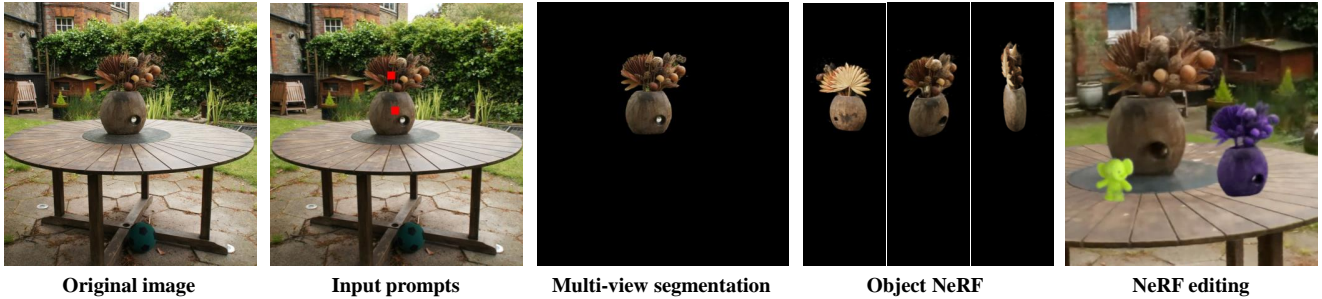 Original image
Input prompts
Multi-view segmentation
Object NeRF
NeRF editing